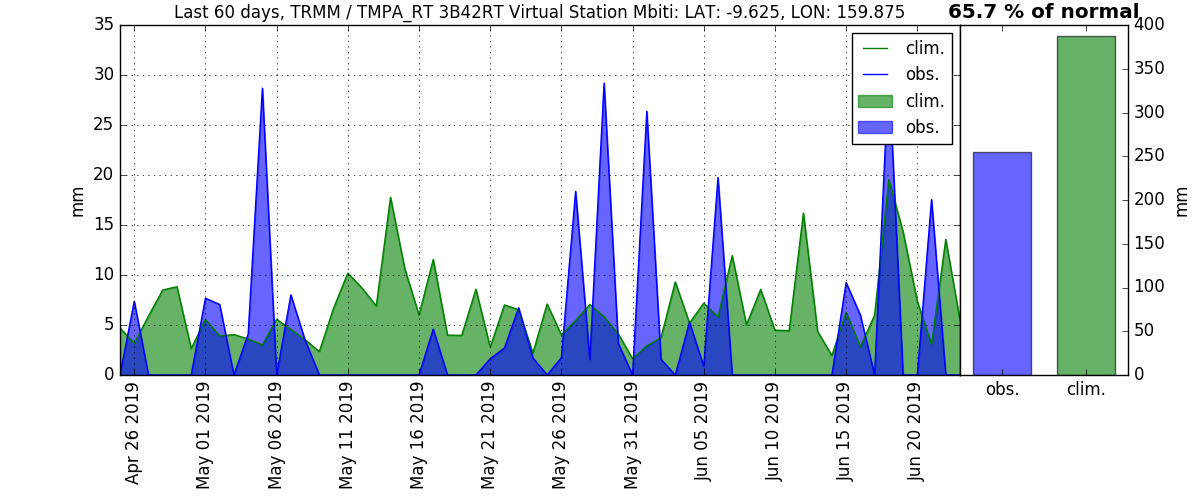 Last 60 days, TRMM / TMPA_RT 3B42RT Virtual Station Mbiti: LAT: -9.625, LON: 159.875
65.7 % of normal
35
30
25
20
15
10
5
0
mm
clim.
obs.
clim.
obs.
400
350
300
250
200
150
100
50
0
mm
Apr 26 2019
May 01 2019
May 06 2019
May 11 2019
May 16 2019
May 21 2019
May 26 2019
May 31 2019
Jun 05 2019
Jun 10 2019
Jun 15 2019
Jun 20 2019
obs.
clim.